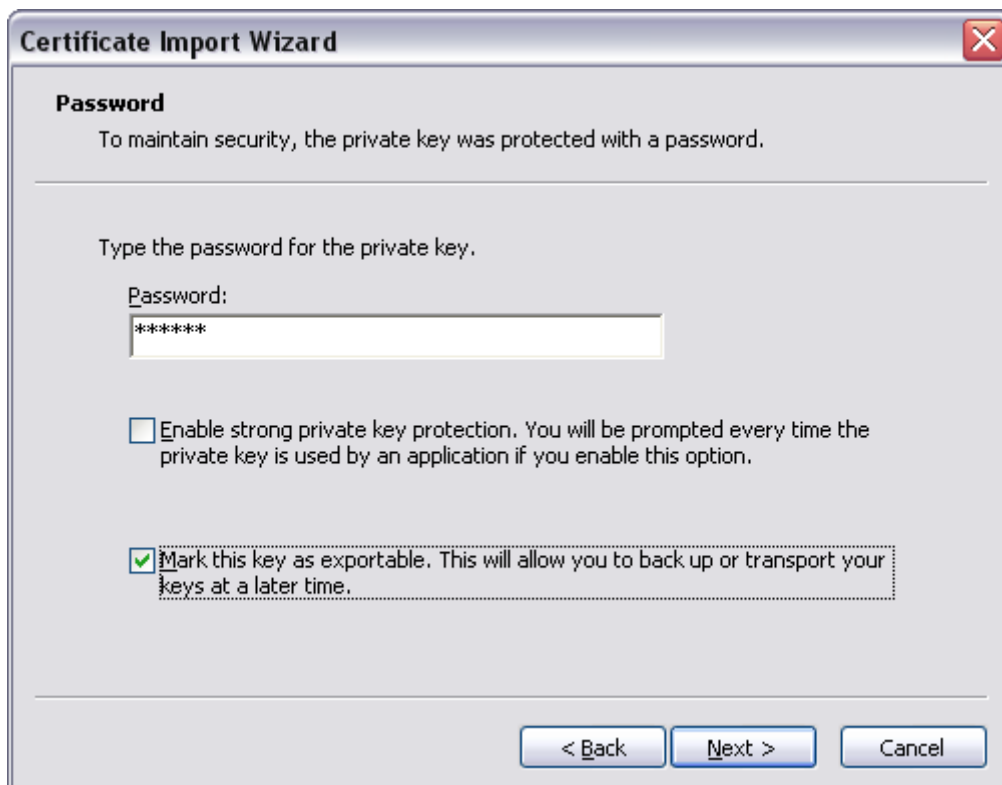 Certificate Import Wizard
Password
To maintain security, the private key was protected with a password.
Type the password for the private key.
Password:
******
Enable strong private key protection. You will be prompted every time the
private key is used by an application if you enable this option.
Mark this key as exportable. This will allow you to back up or transport your
keys at a later time.
< Back
Next >
Cancel